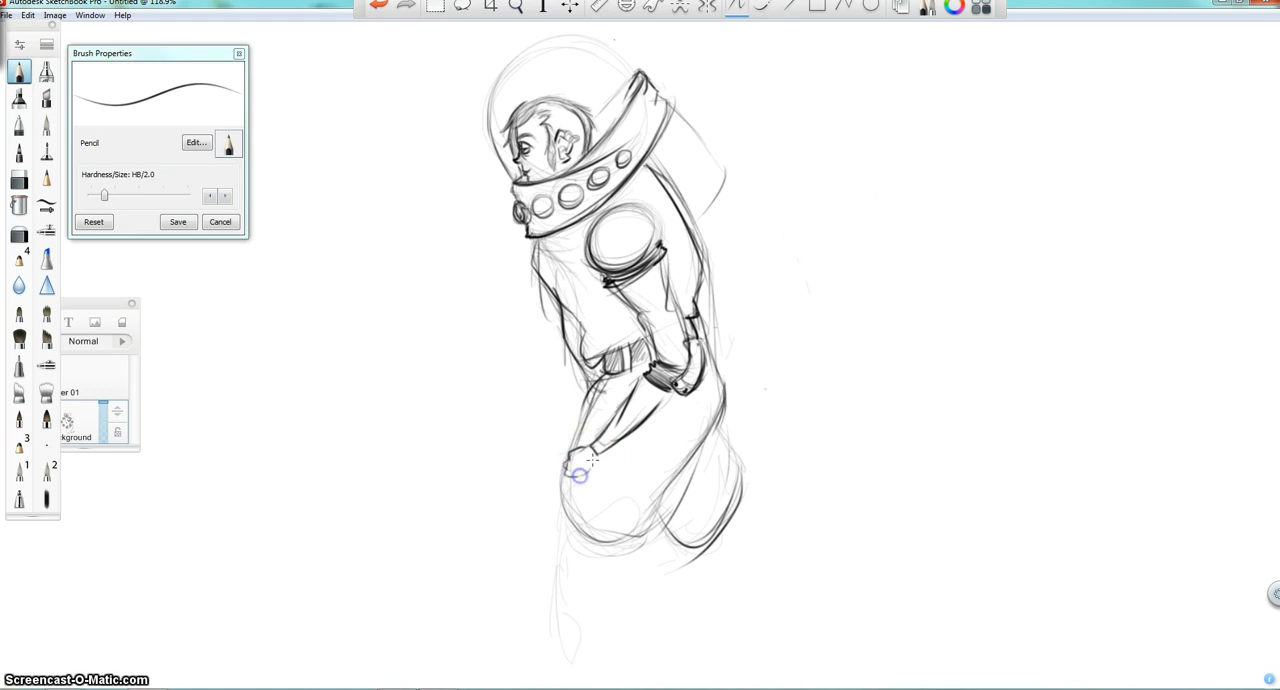 Autodesk SketchBook Pro - Untitled @ 118.9%
File Edit Image Window Help
Brush Properties
Pencil
Edit...
Hardness/Size: HB/2.0
Reset Save Cancel
4
T
Normal
er 01
kground
3
1 2
Screencast-O-Matic.com